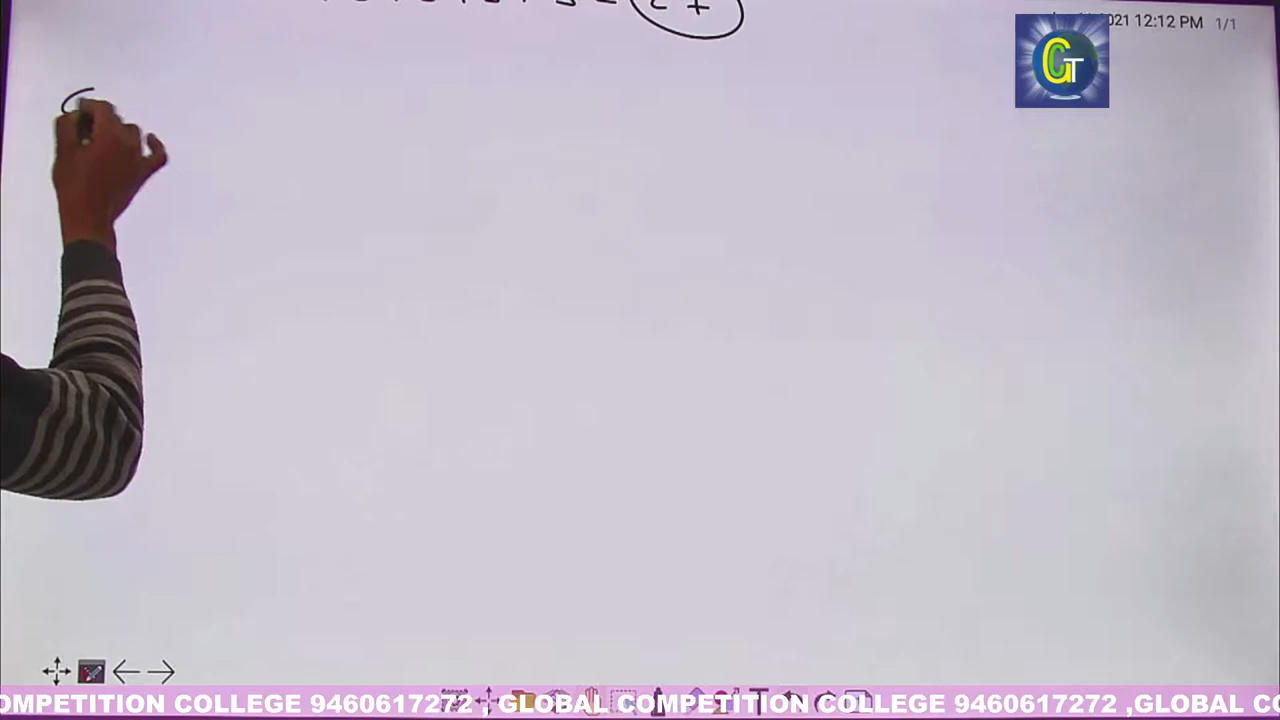 2021 12:12 PM 1/1
GT
OMPETITION COLLEGE 9460617272 , GLOBAL COMPETITION COLLEGE 9460617272 ,GLOBAL CO